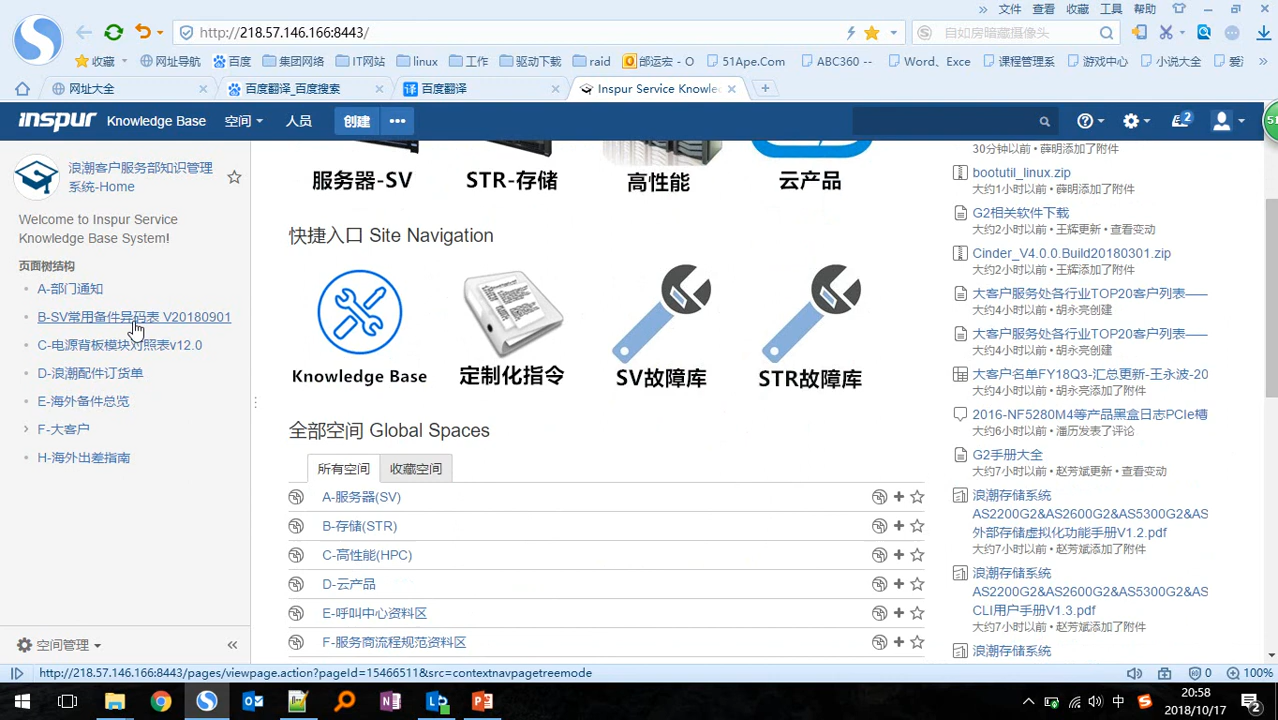 文件 查看 收藏 工具 帮助
http://218.57.146.166:8443/
自如房暗藏摄像头
收藏 网址导航 百度 集团网络 IT网站 linux 工作 驱动下载 raid 邰运宏 - O 51Ape.Com ABC360 -- Word、Exce 课程管理系 游戏中心 小说大全
网址大全
百度翻译_百度搜索
百度翻译
Inspur Service Knowle
inspur Knowledge Base 空间 人员 创建 ••• 2
浪潮客户服务部知识管理
系统-Home
Welcome to Inspur Service
Knowledge Base System!
页面树结构
A-部门通知
B-SV常用备件号码表 V20180901
C-电源背板模块对照表v12.0
D-浪潮配件订货单
E-海外备件总览
F-大客户
H-海外出差指南
空间管理
服务器-SV STR-存储 高性能 云产品
快捷入口 Site Navigation
Knowledge Base 定制化指令 SV故障库 STR故障库
全部空间 Global Spaces
所有空间 收藏空间
A-服务器(SV)
B-存储(STR)
C-高性能(HPC)
D-云产品
E-呼叫中心资料区
F-服务商流程规范资料区
30分钟以前 • 薛明添加了附件
bootutil_linux.zip
大约1小时以前 • 薛明添加了附件
G2相关软件下载
大约2小时以前 • 王辉更新 • 查看变动
Cinder_V4.0.0.Build20180301.zip
大约2小时以前 • 王辉添加了附件
大客户服务处各行业TOP20客户列表——
大约4小时以前 • 胡永亮创建
大客户服务处各行业TOP20客户列表——
大约4小时以前 • 胡永亮创建
大客户名单FY18Q3-汇总更新-王永波-20
大约4小时以前 • 胡永亮添加了附件
2016-NF5280M4等产品黑盒日志PCIe槽
大约6小时以前 • 潘历发表了评论
G2手册大全
大约7小时以前 • 赵芳斌更新 • 查看变动
浪潮存储系统
AS2200G2&AS2600G2&AS5300G2&AS
外部存储虚拟化功能手册V1.2.pdf
大约7小时以前 • 赵芳斌添加了附件
浪潮存储系统
AS2200G2&AS2600G2&AS5300G2&AS
CLI用户手册V1.3.pdf
大约7小时以前 • 赵芳斌添加了附件
浪潮存储系统
http://218.57.146.166:8443/pages/viewpage.action?pageId=15466511&src=contextnavpagetreemode
0 100%
中
20:58
2018/10/17
2